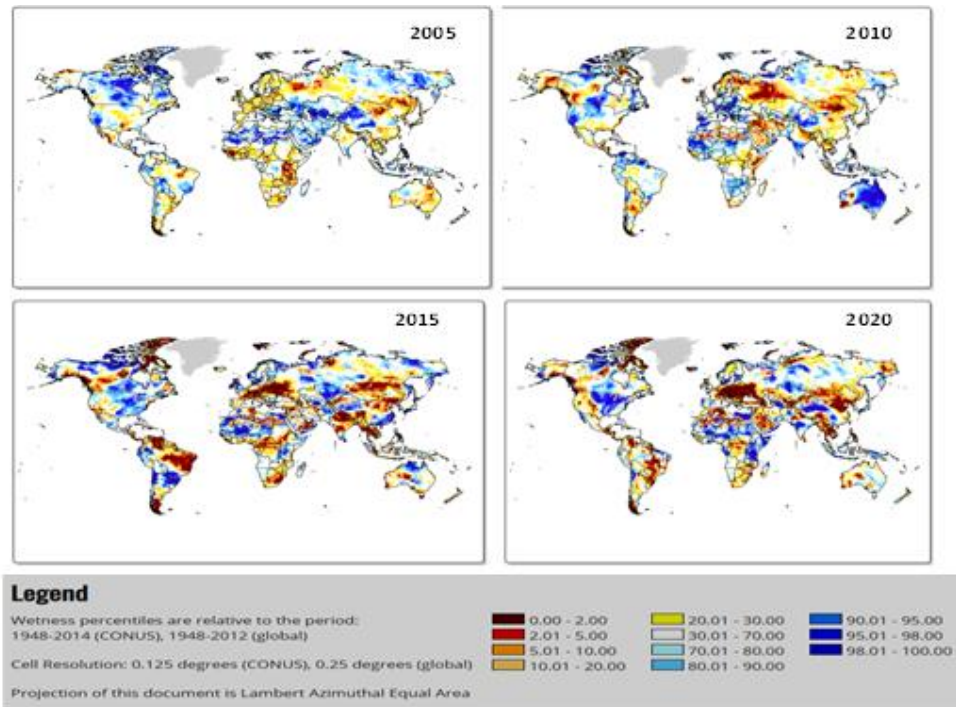 2005
2010
2015
2020
Legend
Wetness percentiles are relative to the period:
1948-2014 (CONUS), 1948-2012 (global)
Cell Resolution: 0.125 degrees (CONUS), 0.25 degrees (global)
Projection of this document is Lambert Azimuthal Equal Area
0.00 - 2.00
2.01 - 5.00
5.01 - 10.00
10.01 - 20.00
20.01 - 30.00
30.01 - 70.00
70.01 - 80.00
80.01 - 90.00
90.01 - 95.00
95.01 - 98.00
98.01 - 100.00